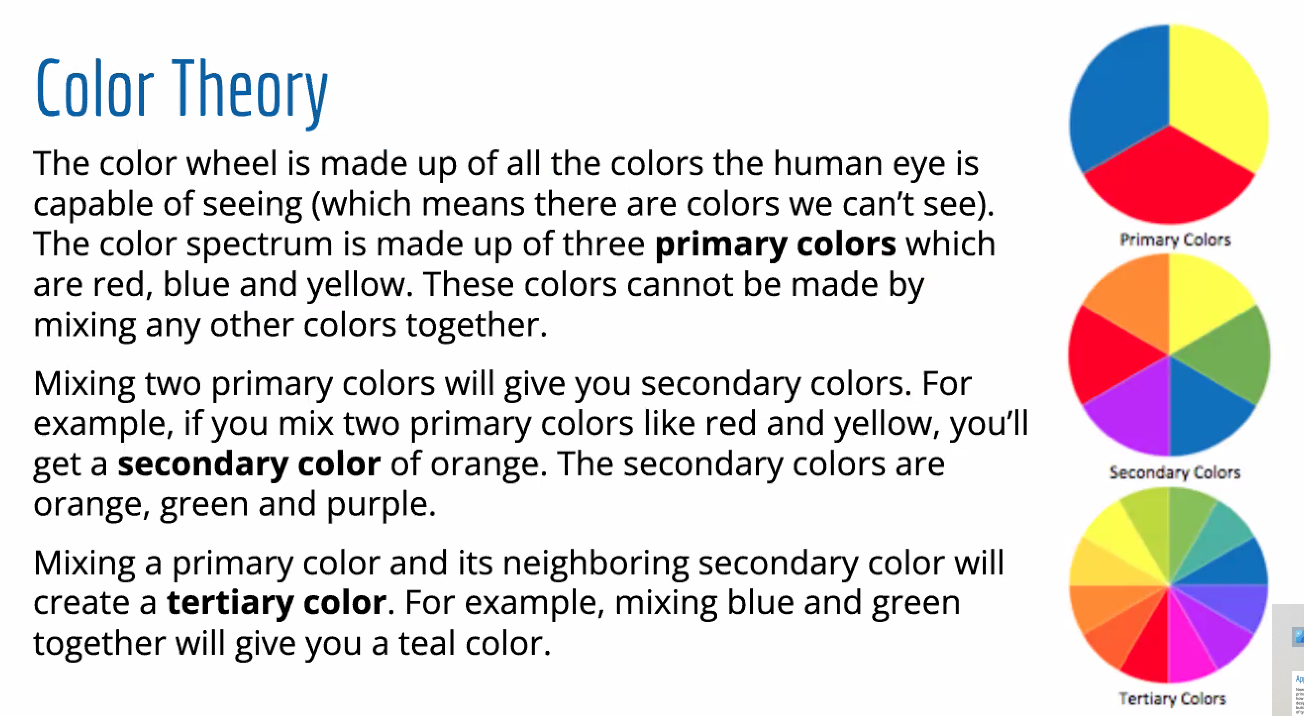 Color Theory
The color wheel is made up of all the colors the human eye is
capable of seeing (which means there are colors we can't see).
The color spectrum is made up of three primary colors which
are red, blue and yellow. These colors cannot be made by
mixing any other colors together.
Mixing two primary colors will give you secondary colors. For
example, if you mix two primary colors like red and yellow, you'll
get a secondary color of orange. The secondary colors are
orange, green and purple.
Mixing a primary color and its neighboring secondary color will
create a tertiary color. For example, mixing blue and green
together will give you a teal color.
Primary Colors
Secondary Colors
Tertiary Colors